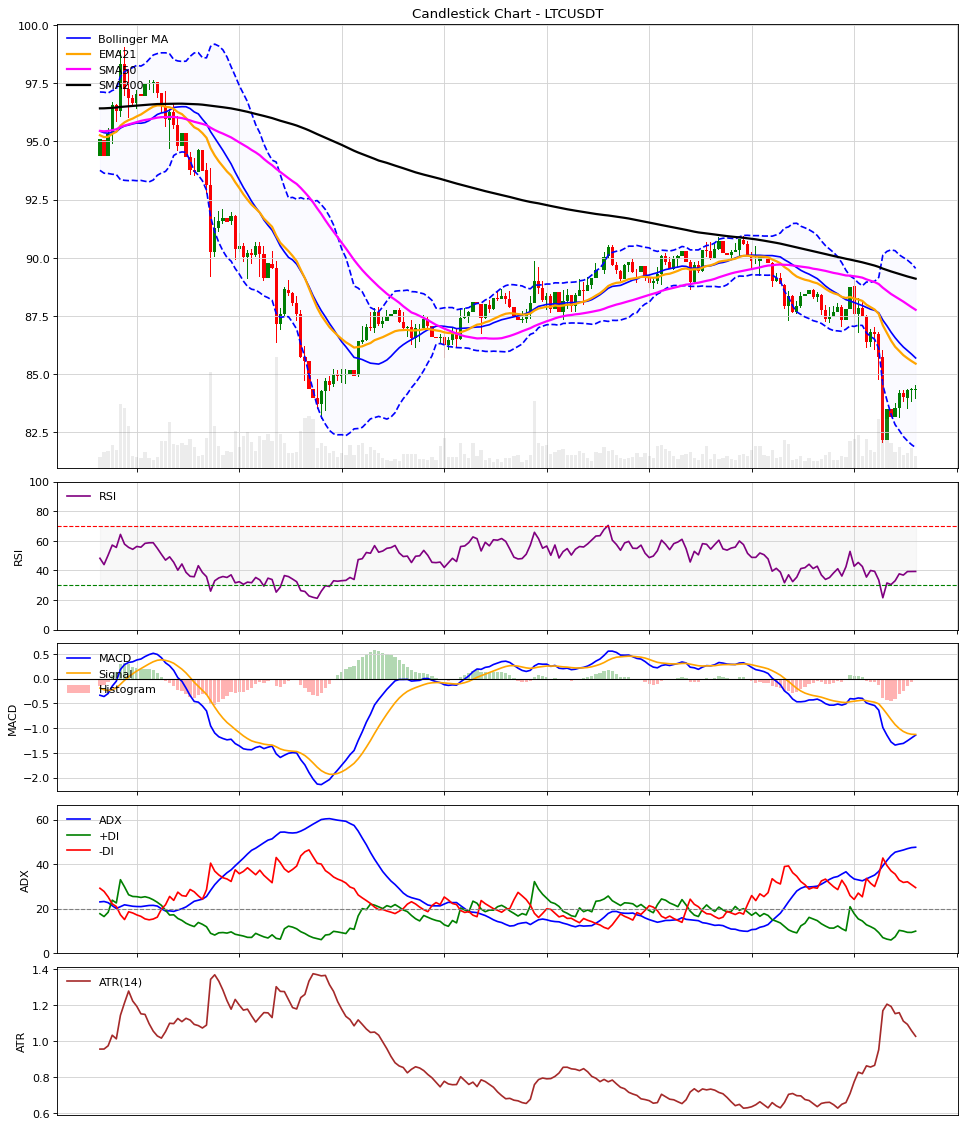 Candlestick Chart - LTCUSDT
100.0
97.5
95.0
92.5
90.0
87.5
85.0
82.5
Bollinger MA
EMA21
SMA50
SMA200
100
80
60
40
20
0
RSI
RSI
0.5
0.0
−0.5
−1.0
−1.5
−2.0
MACD
MACD
Signal
Histogram
60
40
20
0
ADX
ADX
+DI
-DI
1.4
1.2
1.0
0.8
0.6
ATR
ATR(14)